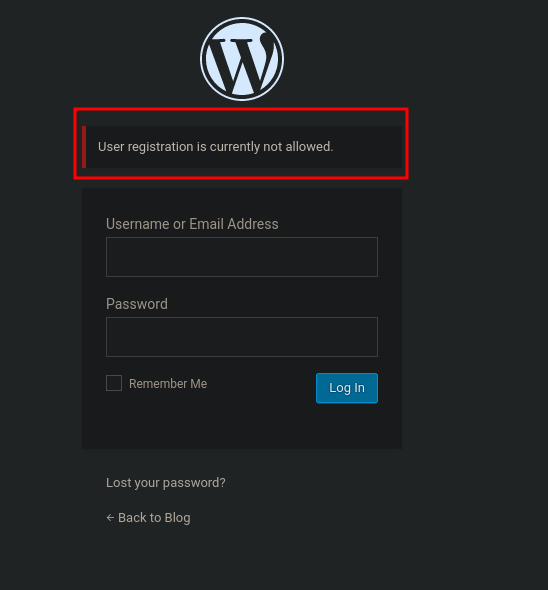 User registration is currently not allowed.
Username or Email Address
Password
Remember Me
Log In
Lost your password?
← Back to Blog